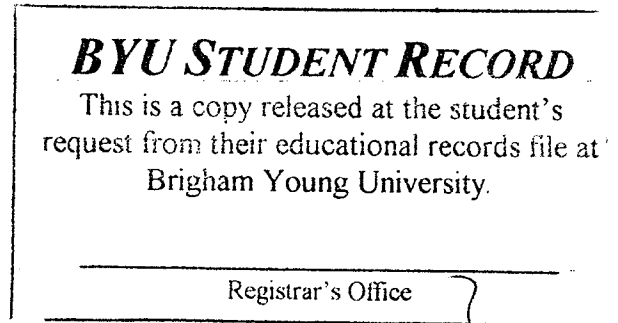 BYU STUDENT RECORD
This is a copy released at the student's
request from their educational records file at
Brigham Young University.
Registrar's Office